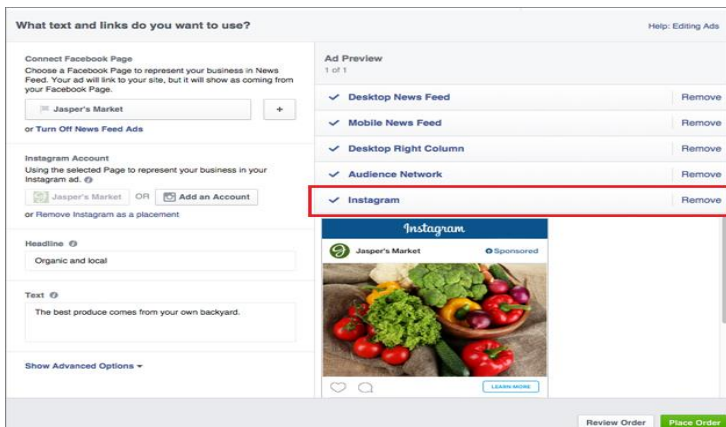 What text and links do you want to use?
Help: Editing Ads
Connect Facebook Page
Choose a Facebook Page to represent your business in News
Feed. Your ad will link to your site, but it will show as coming from
your Facebook Page.
Jasper's Market
+
or Turn Off News Feed Ads
Instagram Account
Using the selected Page to represent your business in your
Instagram ad.
Jasper's Market OR Add an Account
or Remove Instagram as a placement
Headline
Organic and local
Text
The best produce comes from your own backyard.
Show Advanced Options
Ad Preview
1 of 1
Desktop News Feed Remove
Mobile News Feed Remove
Desktop Right Column Remove
Audience Network Remove
Instagram Remove
Instagram
Jasper's Market Sponsored
LEARN MORE
Review Order Place Order